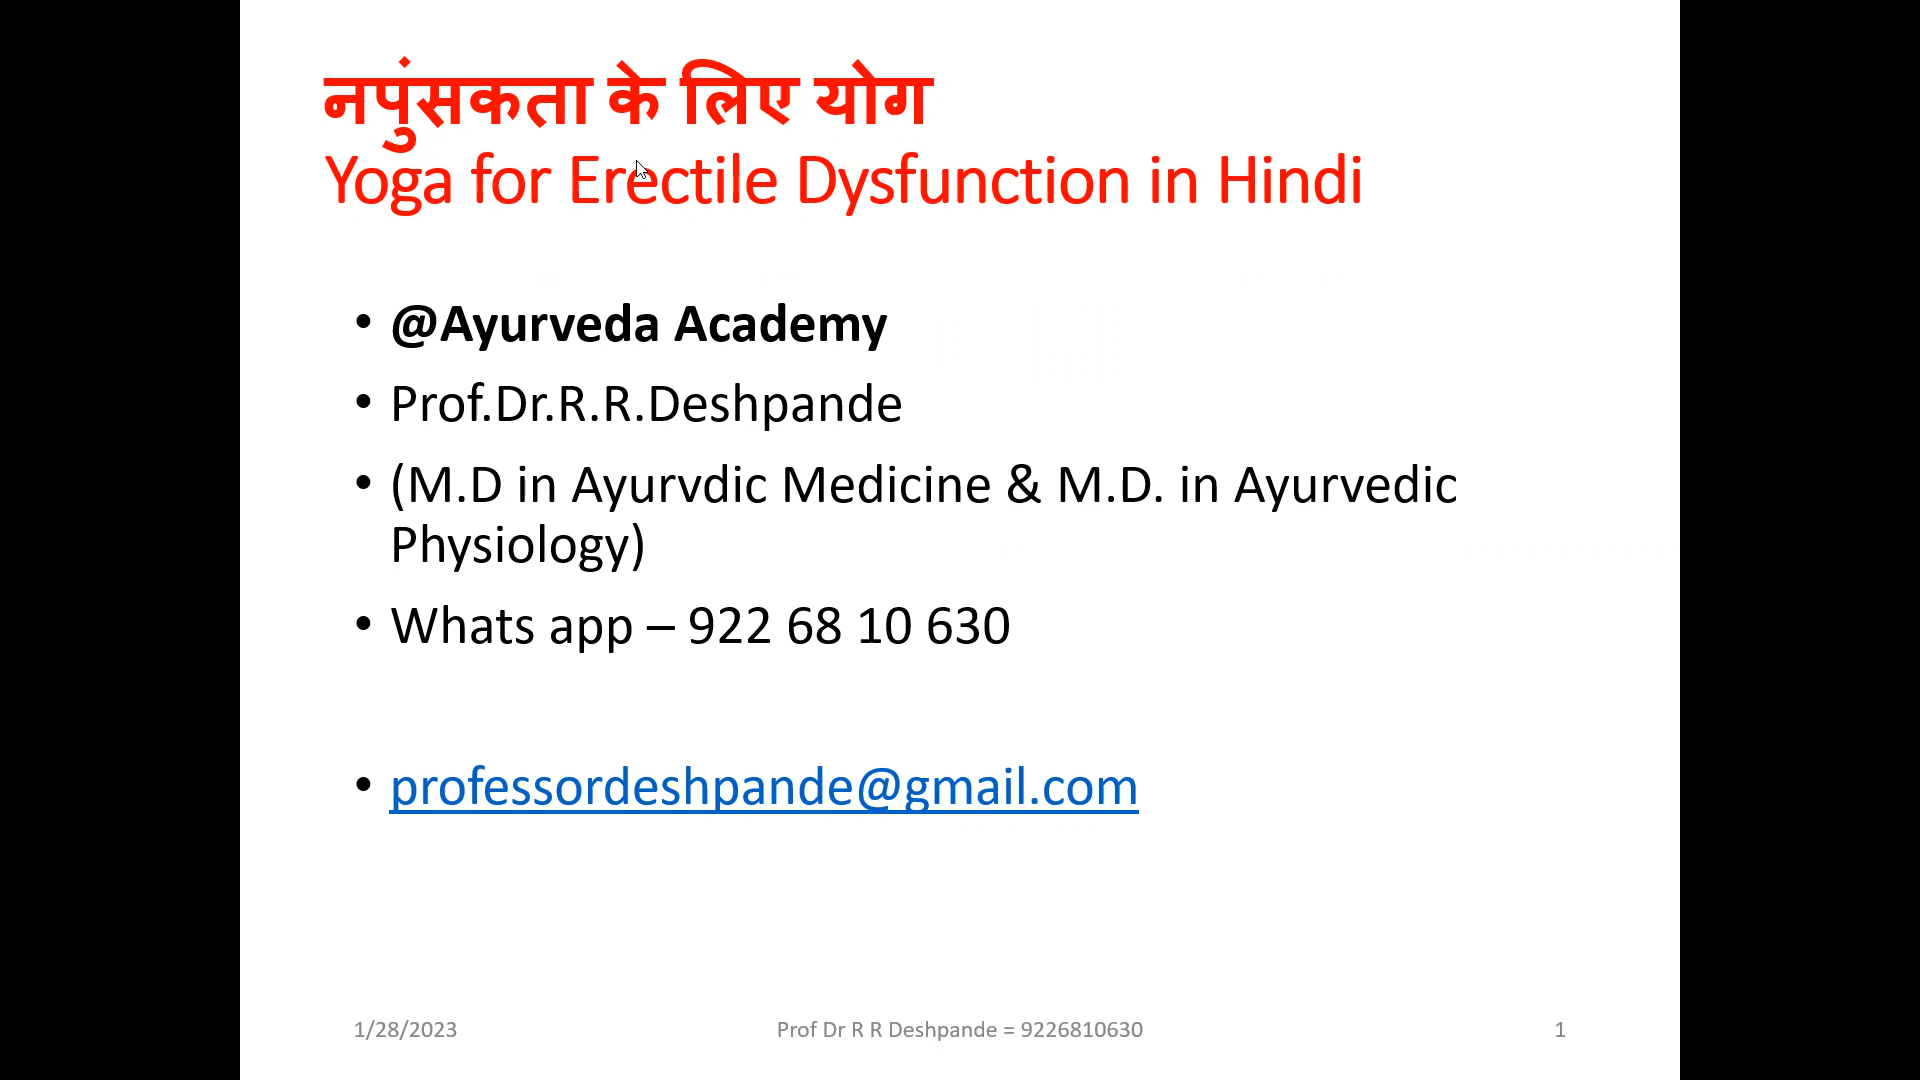 नपुंसकता के लिए योग
Yoga for Erectile Dysfunction in Hindi
• @Ayurveda Academy
• Prof.Dr.R.R.Deshpande
• (M.D in Ayurvdic Medicine & M.D. in Ayurvedic
Physiology)
• Whats app – 922 68 10 630
• professordeshpande@gmail.com
1/28/2023
Prof Dr R R Deshpande = 9226810630
1